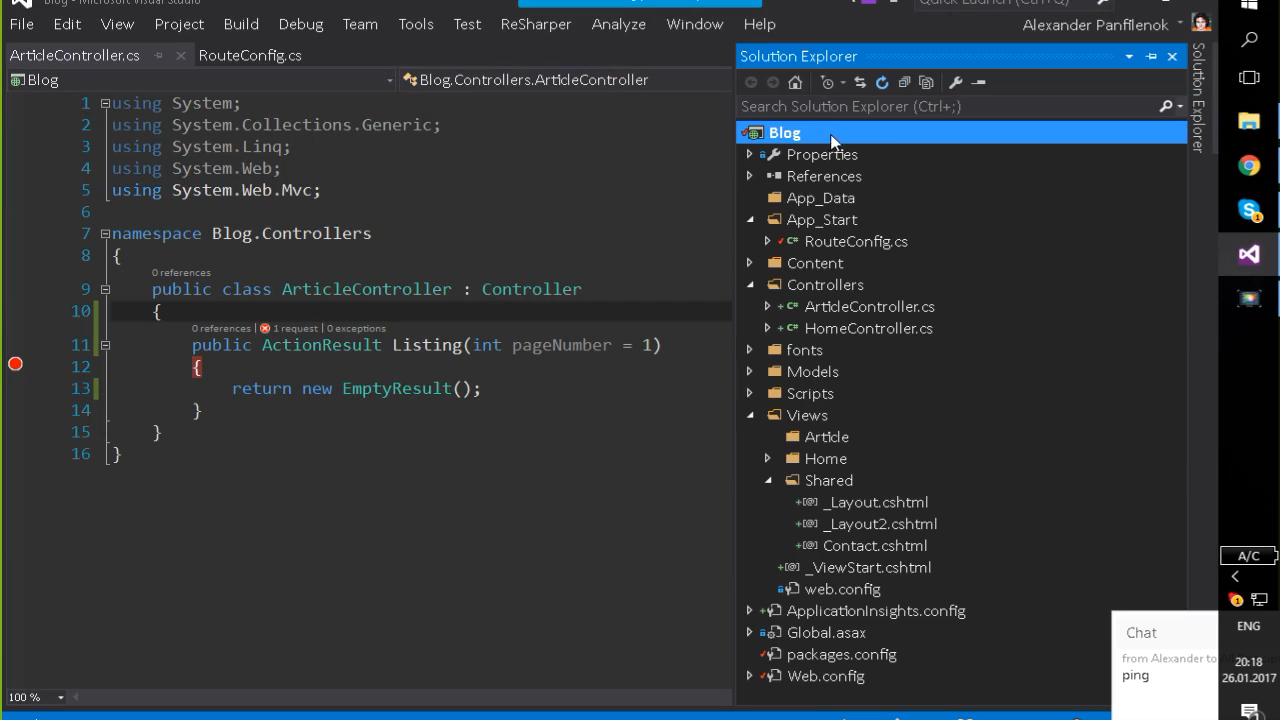 Blog - Microsoft Visual Studio
Quick Launch (Ctrl+Q)
File Edit View Project Build Debug Team Tools Test ReSharper Analyze Window Help
Alexander Panfilenok
ArticleController.cs
RouteConfig.cs
Blog
Blog.Controllers.ArticleController
1 using System;
2 using System.Collections.Generic;
3 using System.Linq;
4 using System.Web;
5 using System.Web.Mvc;
6
7 namespace Blog.Controllers
8 {
0 references
9 public class ArticleController : Controller
10 {
0 references | 1 request | 0 exceptions
11 public ActionResult Listing(int pageNumber = 1)
12 {
13 return new EmptyResult();
14 }
15 }
16 }
100 %
Solution Explorer
Search Solution Explorer (Ctrl+;)
Blog
Properties
References
App_Data
App_Start
C# RouteConfig.cs
Content
Controllers
C# ArticleController.cs
C# HomeController.cs
fonts
Models
Scripts
Views
Article
Home
Shared
[@] _Layout.cshtml
[@] _Layout2.cshtml
[@] Contact.cshtml
[@] _ViewStart.cshtml
web.config
ApplicationInsights.config
Global.asax
packages.config
Web.config
Solution Explorer
Chat
from Alexander to
ping
A/C
ENG
20:18
26.01.2017